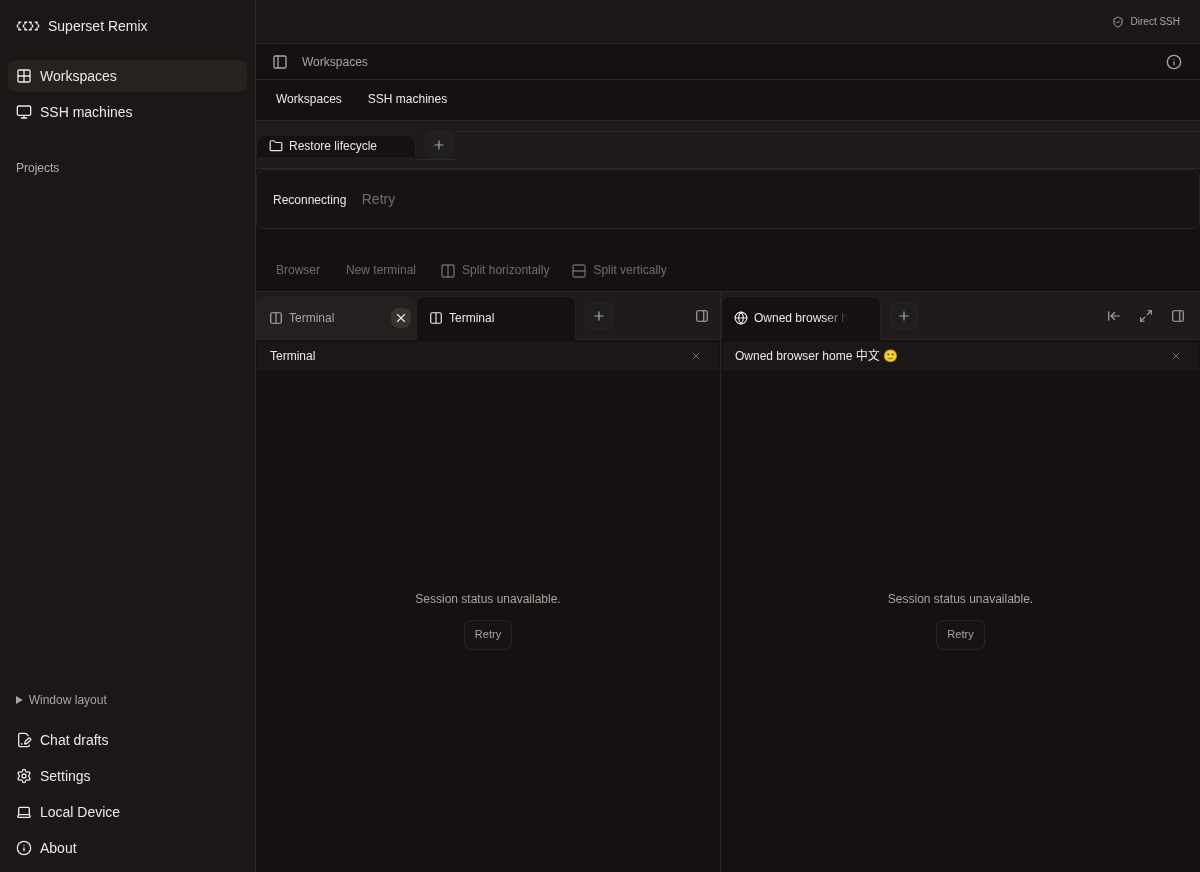 Superset Remix
Direct SSH
Workspaces
SSH machines
Projects
Workspaces
Workspaces SSH machines
Restore lifecycle
Reconnecting Retry
Browser New terminal Split horizontally Split vertically
Terminal Terminal Owned browser h
Terminal
Owned browser home 中文 🙂
Session status unavailable.
Retry
Session status unavailable.
Retry
Window layout
Chat drafts
Settings
Local Device
About